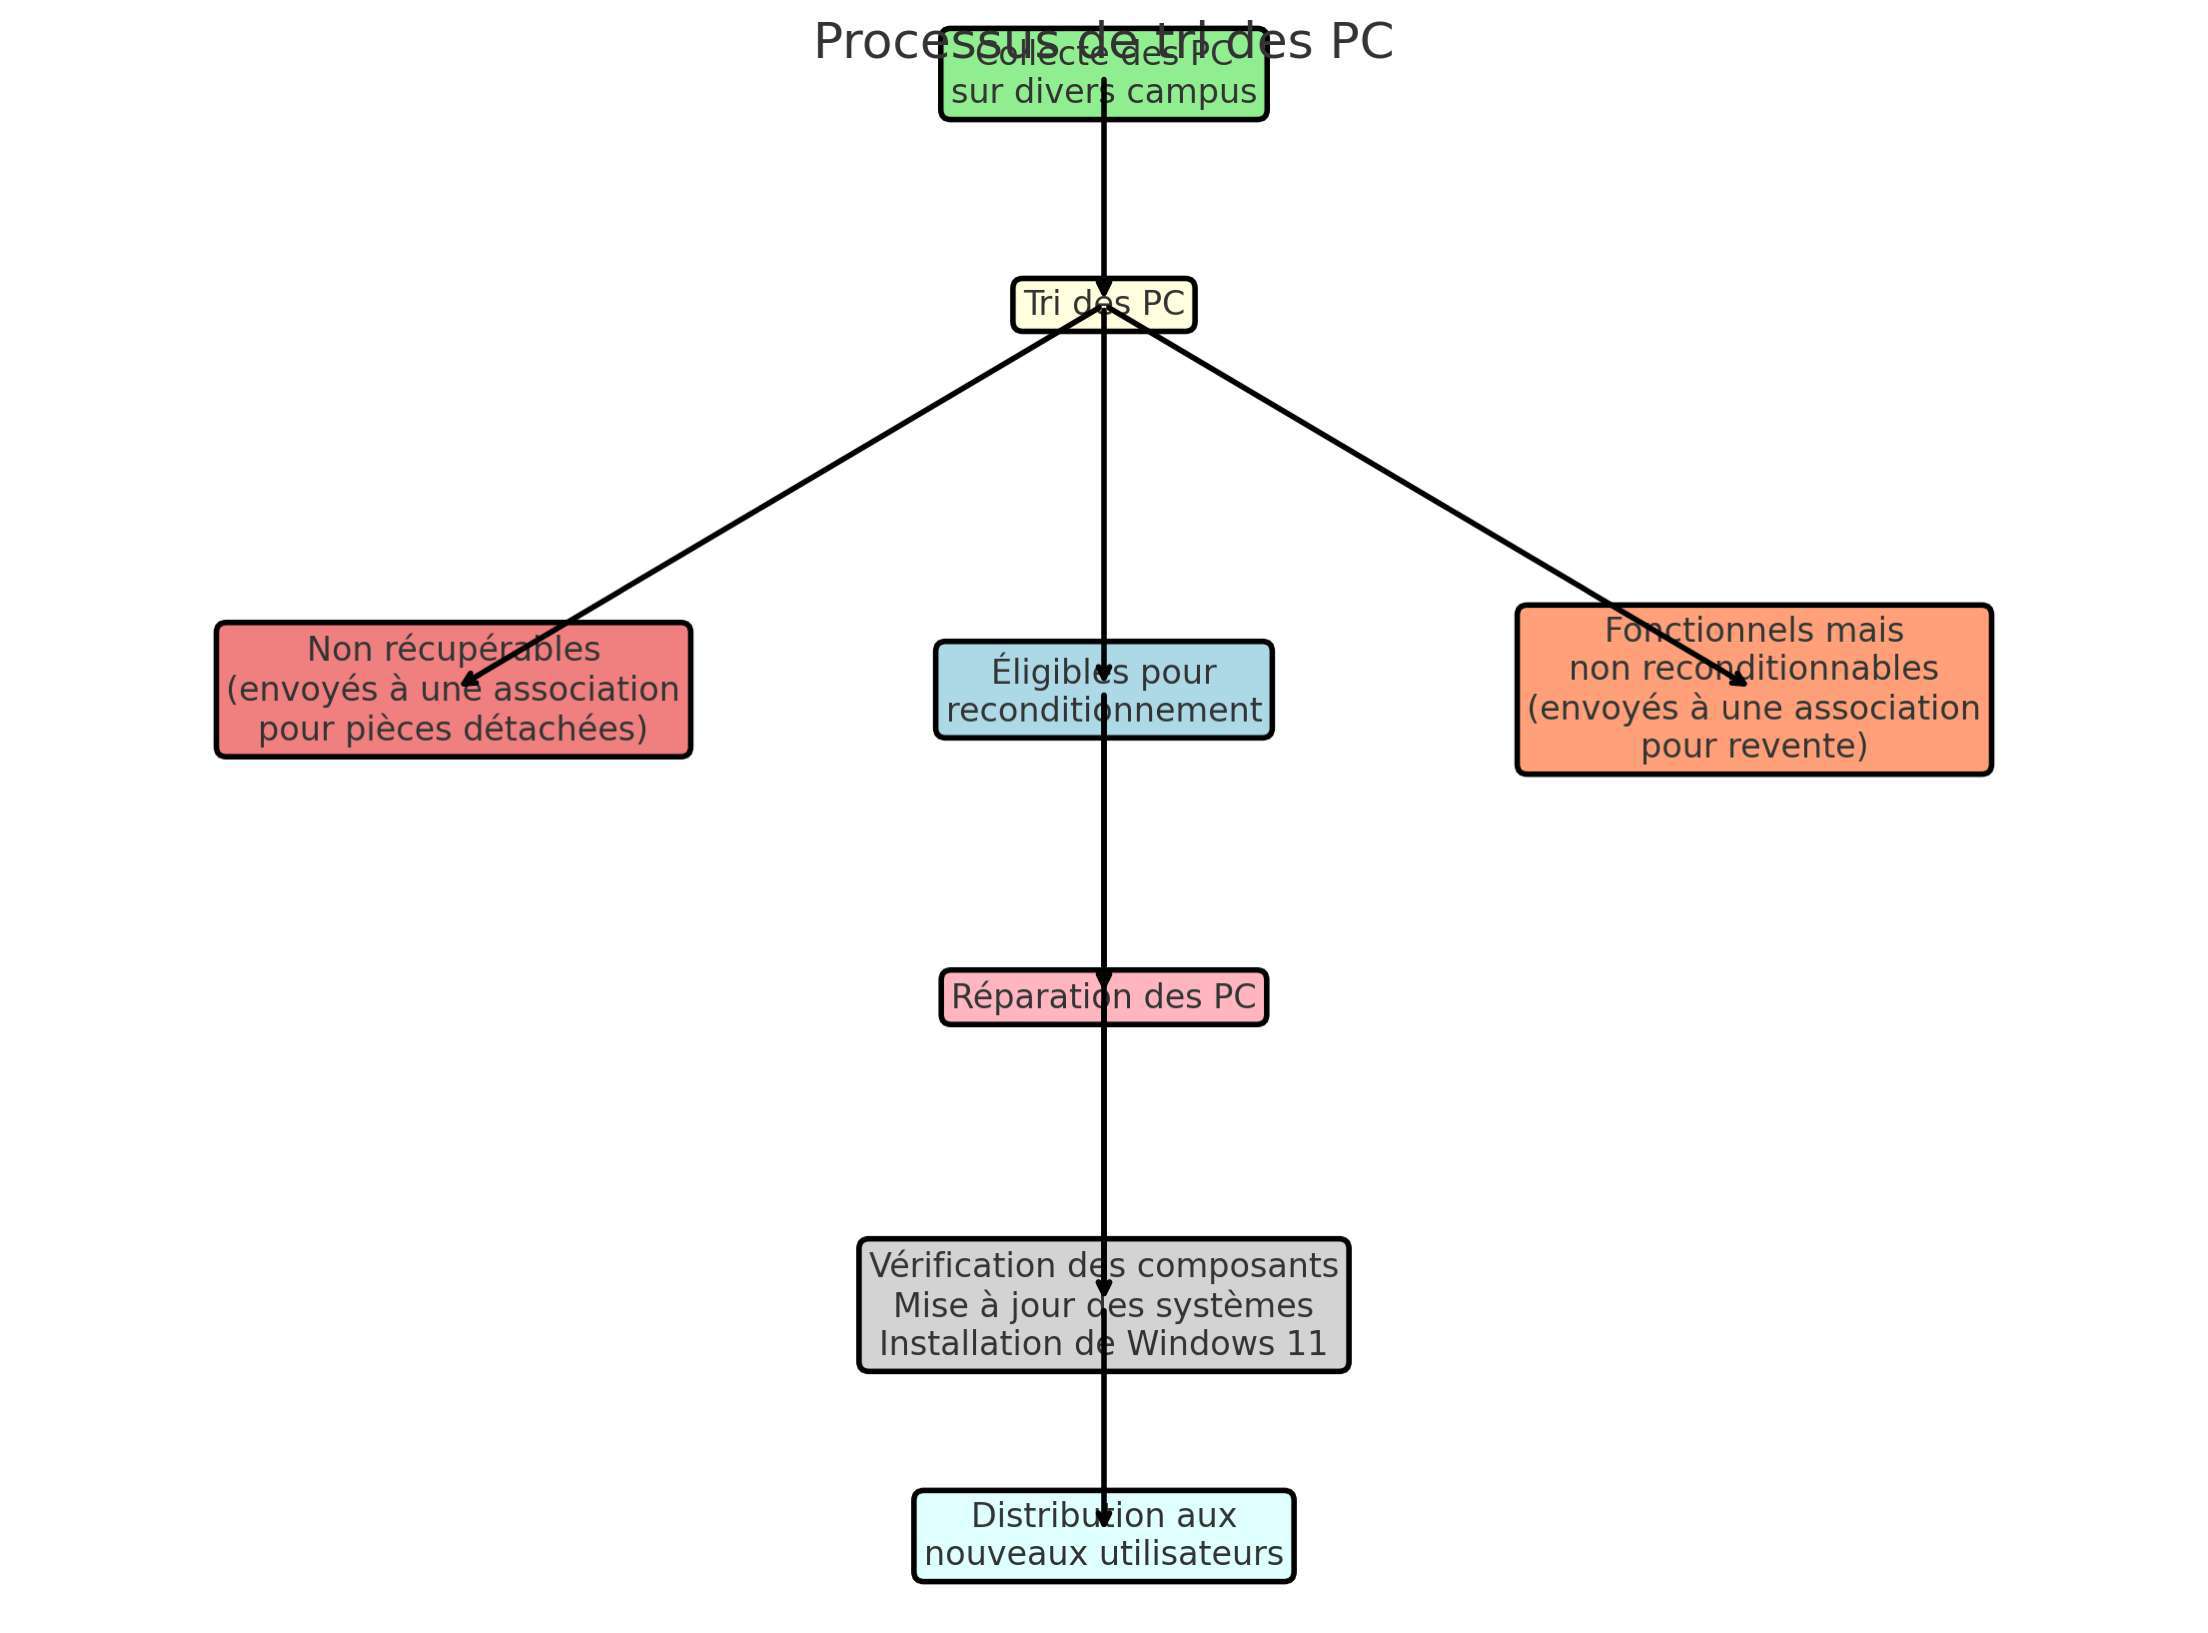 Processus de tri des PC
Collecte des PC
sur divers campus
Tri des PC
Non récupérables
(envoyés à une association
pour pièces détachées)
Éligibles pour
reconditionnement
Fonctionnels mais
non reconditionnables
(envoyés à une association
pour revente)
Réparation des PC
Vérification des composants
Mise à jour des systèmes
Installation de Windows 11
Distribution aux
nouveaux utilisateurs